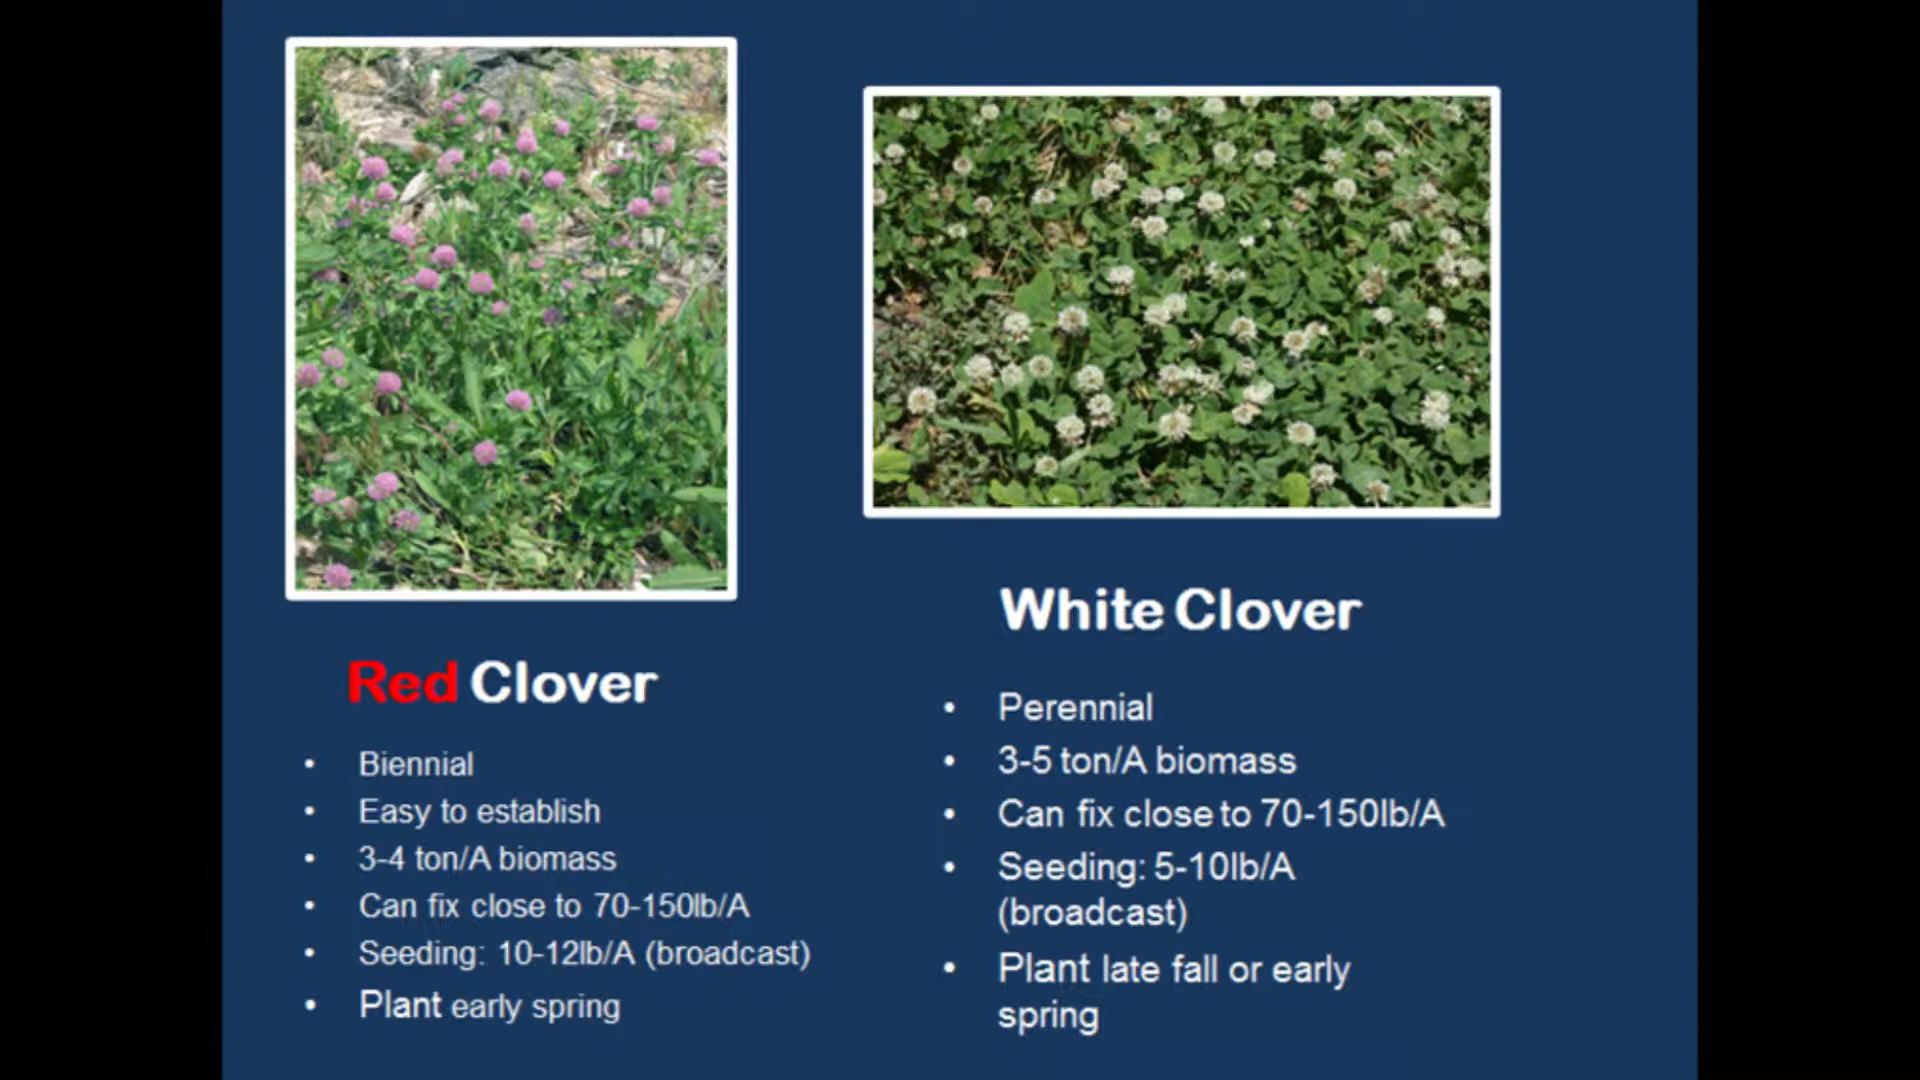 Red Clover
• Biennial
• Easy to establish
• 3-4 ton/A biomass
• Can fix close to 70-150lb/A
• Seeding: 10-12lb/A (broadcast)
• Plant early spring
White Clover
• Perennial
• 3-5 ton/A biomass
• Can fix close to 70-150lb/A
• Seeding: 5-10lb/A
(broadcast)
• Plant late fall or early
spring